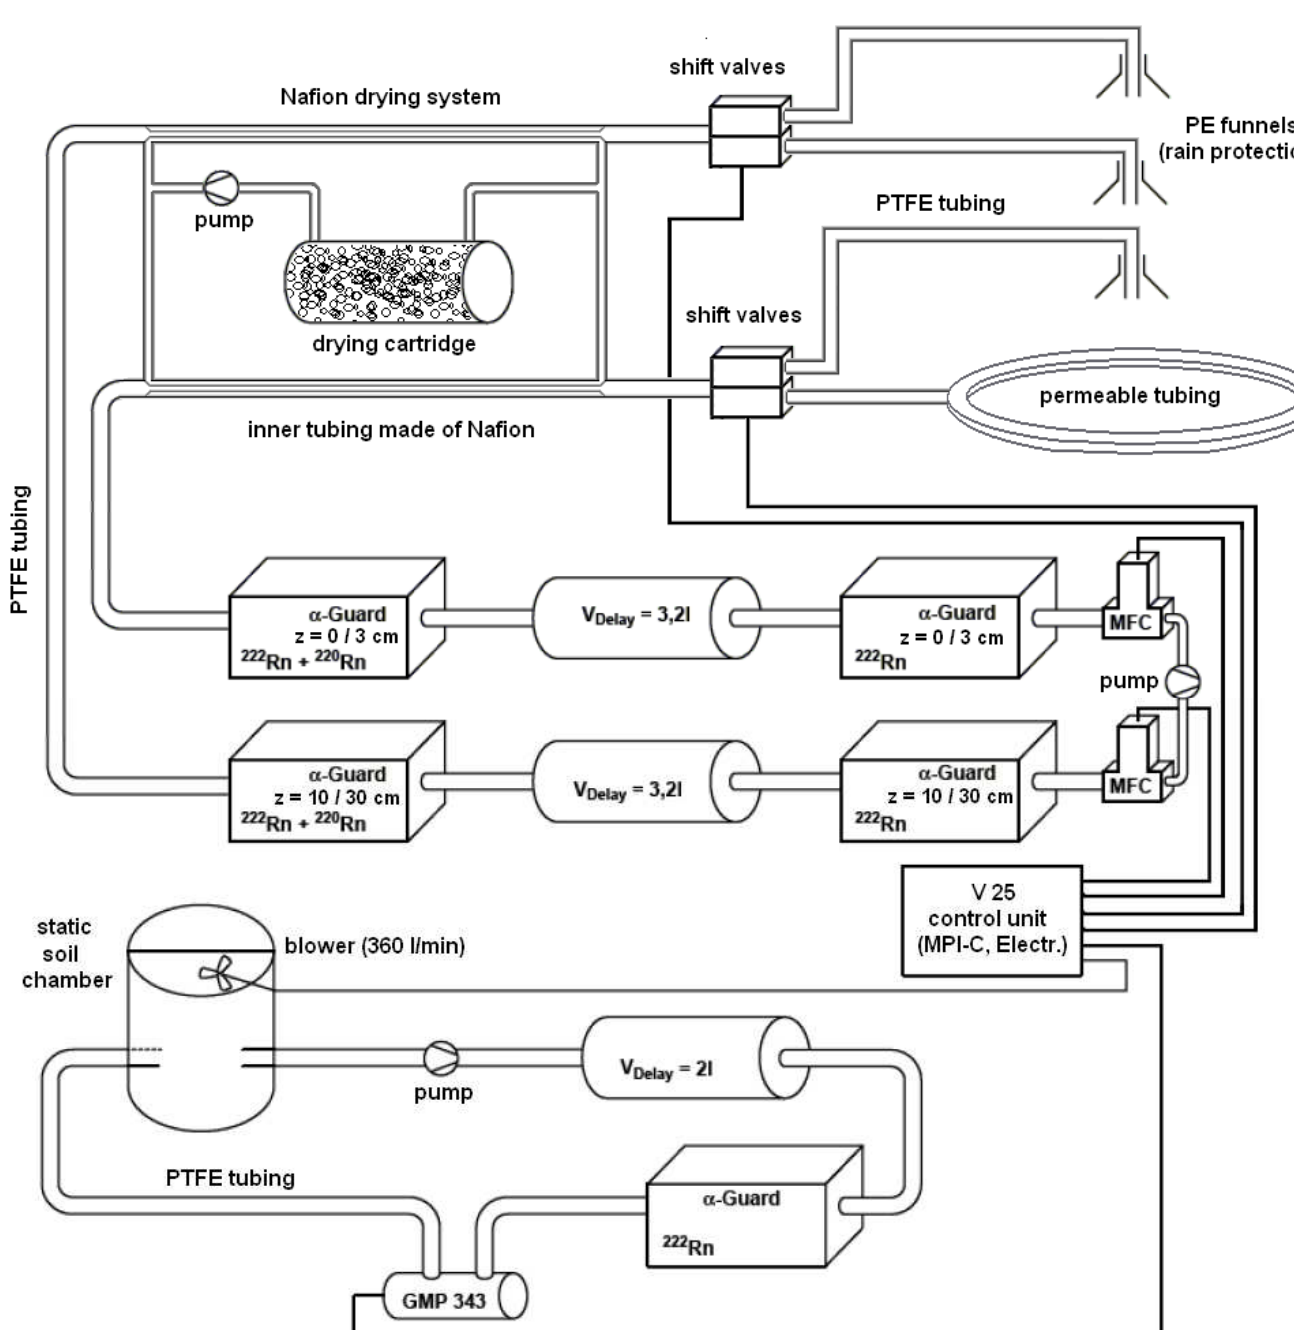 shift valves
Nafion drying system
PE funnels
(rain protectio
pump
PTFE tubing
shift valves
drying cartridge
permeable tubing
inner tubing made of Nafion
PTFE tubing
α-Guard
z = 0 / 3 cm
²²²Rn + ²²⁰Rn
V_Delay = 3,2l
α-Guard
z = 0 / 3 cm
²²²Rn
MFC
pump
α-Guard
z = 10 / 30 cm
²²²Rn + ²²⁰Rn
V_Delay = 3,2l
α-Guard
z = 10 / 30 cm
²²²Rn
MFC
V 25
control unit
(MPI-C, Electr.)
static
soil
chamber
blower (360 l/min)
pump
V_Delay = 2l
PTFE tubing
α-Guard
²²²Rn
GMP 343